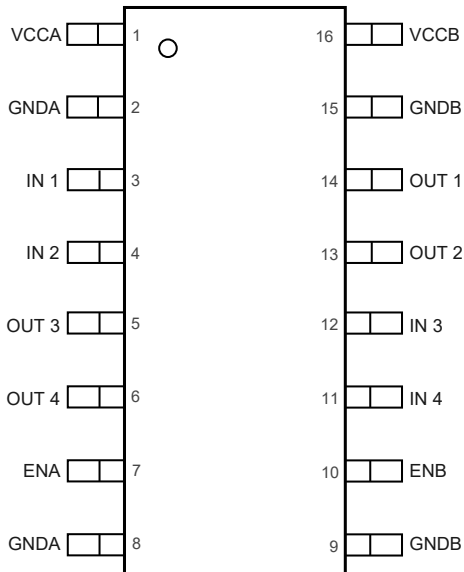 VCCA 1 16 VCCB
GNDA 2 15 GNDB
IN 1 3 14 OUT 1
IN 2 4 13 OUT 2
OUT 3 5 12 IN 3
OUT 4 6 11 IN 4
ENA 7 10 ENB
GNDA 8 9 GNDB